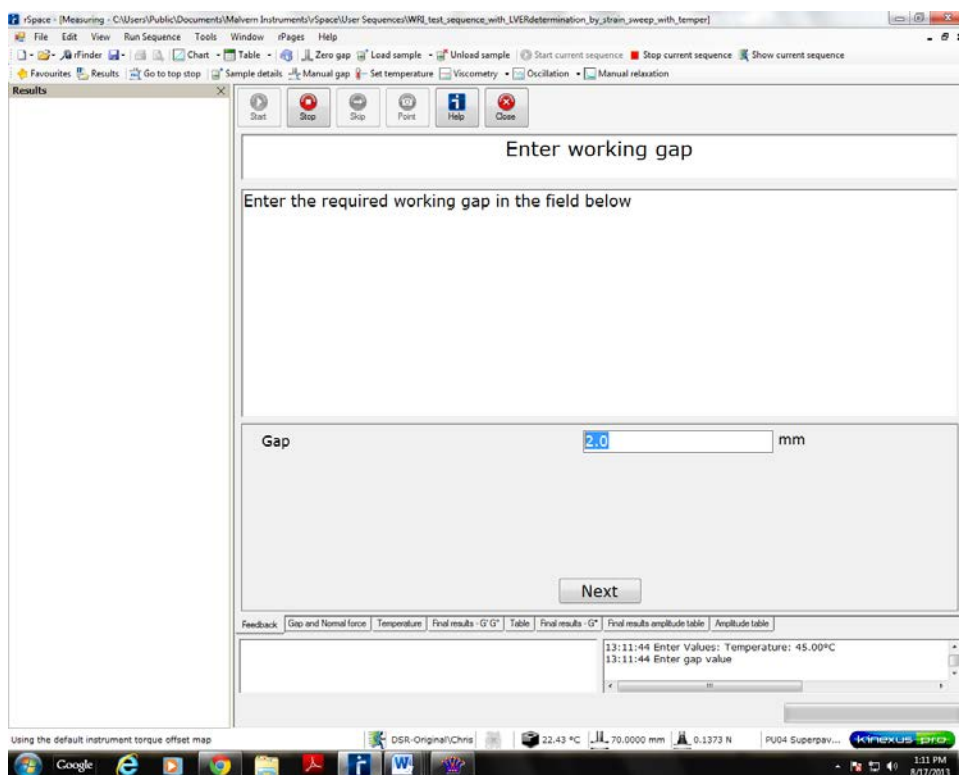 rSpace - [Measuring - C:\Users\Public\Documents\Malvern Instruments\rSpace\User Sequences\WRI_test_sequence_with_LVERdetermination_by_strain_sweep_with_temper]
File Edit View Run Sequence Tools Window rPages Help
rFinder Chart Table Zero gap Load sample Unload sample Start current sequence Stop current sequence Show current sequence
Favourites Results Go to top stop Sample details Manual gap Set temperature Viscometry Oscillation Manual relaxation
Results
Start Stop Skip Point Help Close
Enter working gap
Enter the required working gap in the field below
Gap 2.0 mm
Next
Feedback Gap and Normal force Temperature Final results - G' G" Table Final results - G* Final results amplitude table Amplitude table
13:11:44 Enter Values: Temperature: 45.00°C
13:11:44 Enter gap value
Using the default instrument torque offset map DSR-Original\Chris 22.43 °C 70.0000 mm 0.1373 N PU04 Superpav... kinexus pro
Google 1:11 PM
8/17/2013